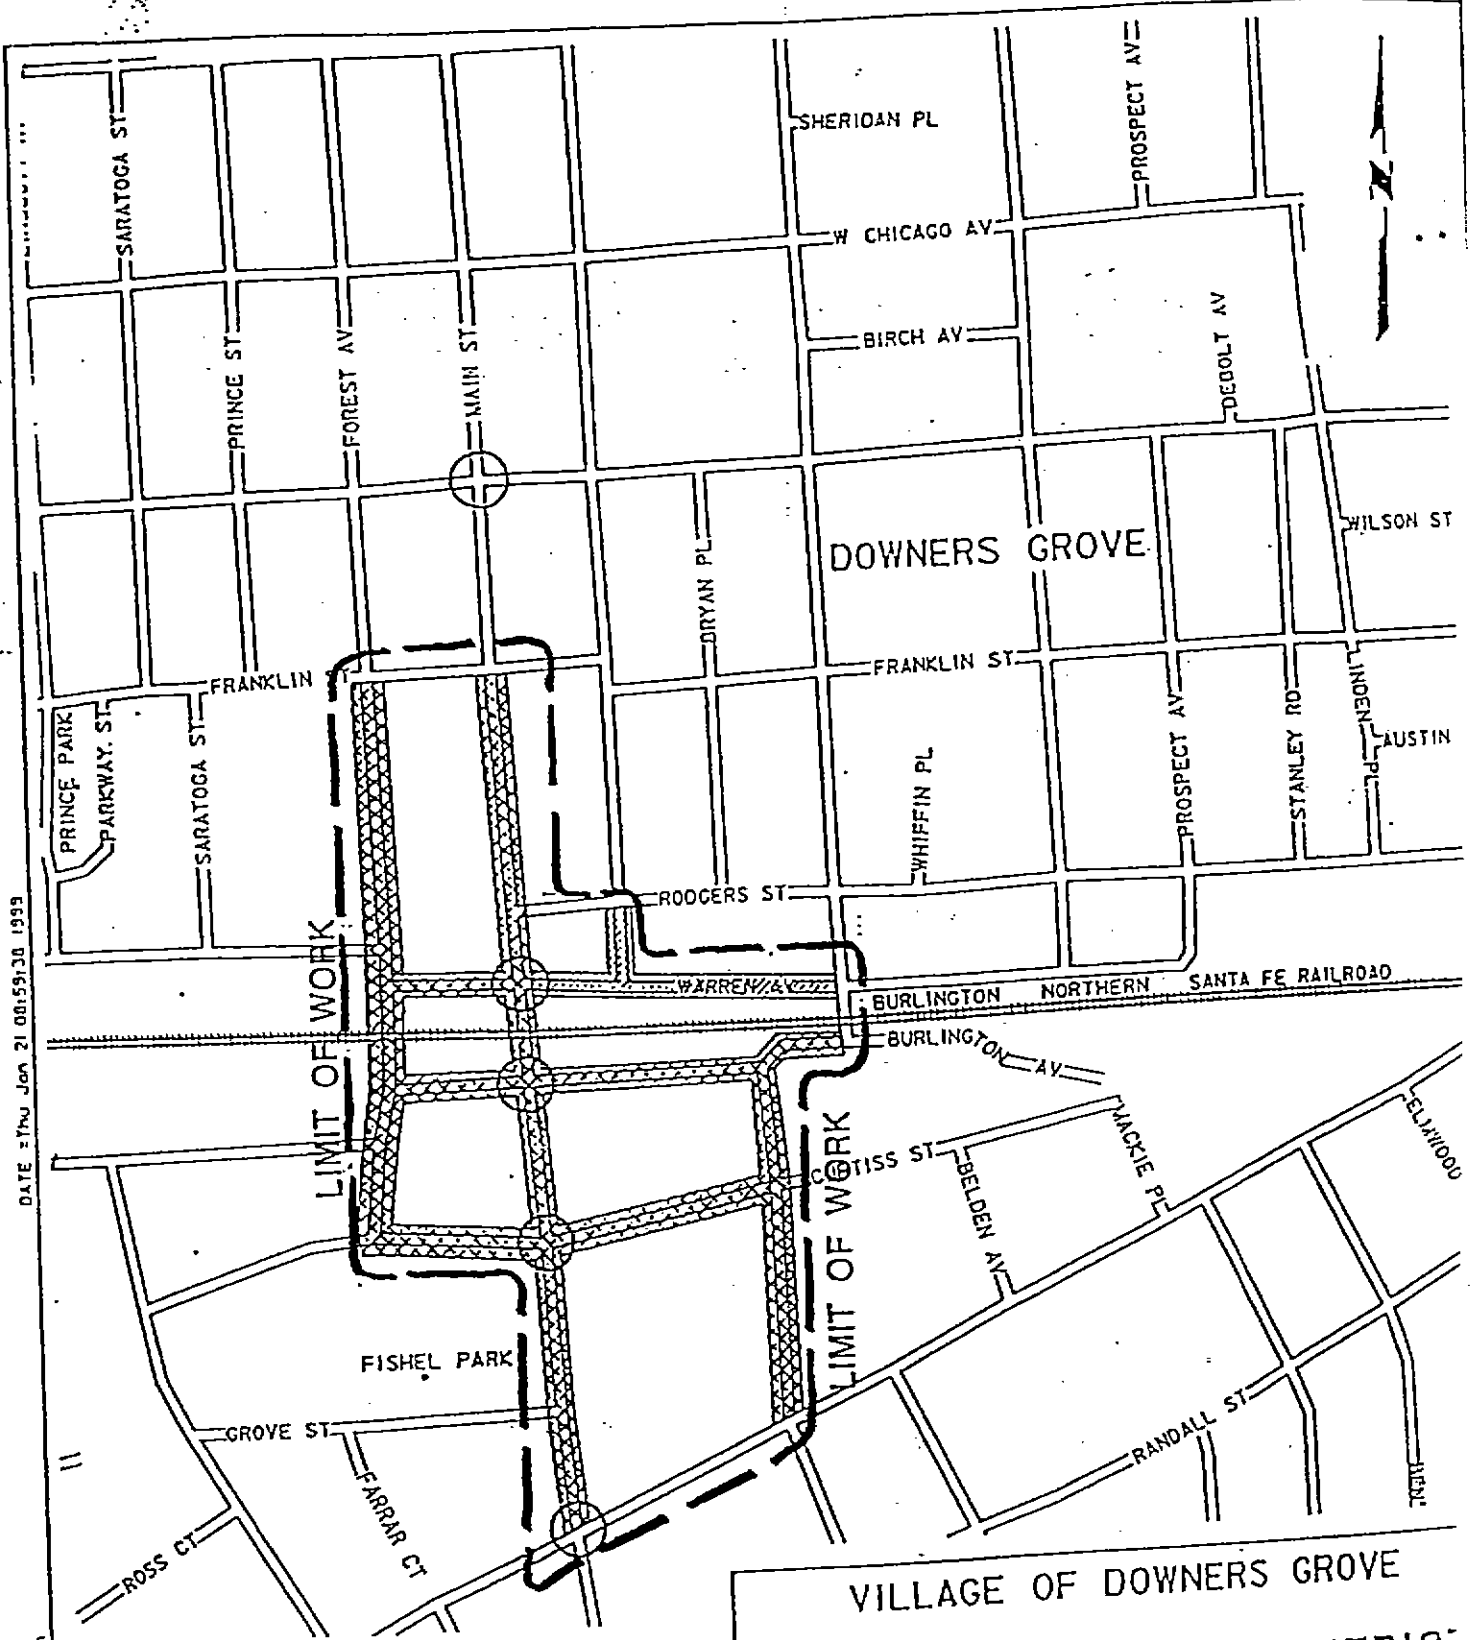 SARATOGA ST
SHERIDAN PL
PROSPECT AV
N
W CHICAGO AV
PRINCE ST
FOREST AV
MAIN ST
BIRCH AV
DEBOLT AV
DOWNERS GROVE
WILSON ST
BRYAN PL
FRANKLIN
FRANKLIN ST
PRINCE PARK
PARKWAY ST
SARATOGA ST
WHIFFIN PL
PROSPECT AV
STANLEY RD
LINDEN PL
AUSTIN
RODGERS ST
WARREN AV
BURLINGTON NORTHERN SANTA FE RAILROAD
BURLINGTON AV
DATE =Thu Jan 21 08:59:38 1999
LIMIT OF WORK
LIMIT OF WORK
CURTISS ST
BELDEN AV
MACKIE PL
ELMWOOD
FISHEL PARK
GROVE ST
FARRAR CT
ROSS CT
RANDALL ST
VILLAGE OF DOWNERS GROVE